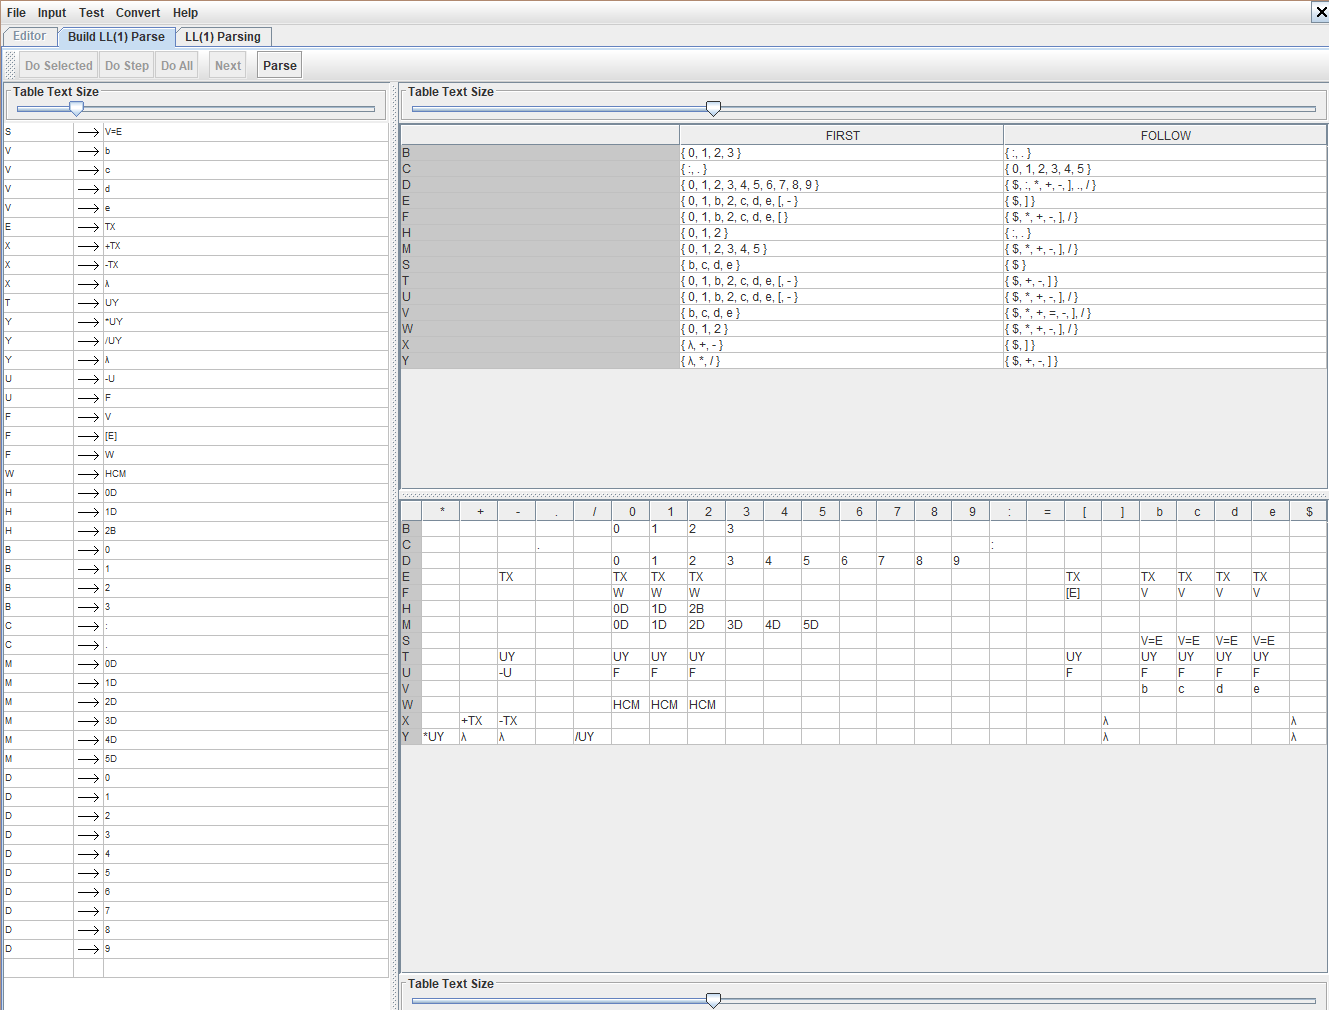 File Input Test Convert Help
Editor Build LL(1) Parse LL(1) Parsing
Do Selected Do Step Do All Next Parse
Table Text Size
S → V=E
V → b
V → c
V → d
V → e
E → TX
X → +TX
X → -TX
X → λ
T → UY
Y → *UY
Y → /UY
Y → λ
U → -U
U → F
F → V
F → [E]
F → W
W → HCM
H → 0D
H → 1D
H → 2B
B → 0
B → 1
B → 2
B → 3
C → :
C → .
M → 0D
M → 1D
M → 2D
M → 3D
M → 4D
M → 5D
D → 0
D → 1
D → 2
D → 3
D → 4
D → 5
D → 6
D → 7
D → 8
D → 9
Table Text Size
FIRST FOLLOW
B { 0, 1, 2, 3 } { :, . }
C { :, . } { 0, 1, 2, 3, 4, 5 }
D { 0, 1, 2, 3, 4, 5, 6, 7, 8, 9 } { $, :, *, +, -, ], ., / }
E { 0, 1, b, 2, c, d, e, [, - } { $, ] }
F { 0, 1, b, 2, c, d, e, [ } { $, *, +, -, ], / }
H { 0, 1, 2 } { :, . }
M { 0, 1, 2, 3, 4, 5 } { $, *, +, -, ], / }
S { b, c, d, e } { $ }
T { 0, 1, b, 2, c, d, e, [, - } { $, +, -, ] }
U { 0, 1, b, 2, c, d, e, [, - } { $, *, +, -, ], / }
V { b, c, d, e } { $, *, +, =, -, ], / }
W { 0, 1, 2 } { $, *, +, -, ], / }
X { λ, +, - } { $, ] }
Y { λ, *, / } { $, +, -, ] }
* + - . / 0 1 2 3 4 5 6 7 8 9 : = [ ] b c d e $
B 0 1 2 3
C . :
D 0 1 2 3 4 5 6 7 8 9
E TX TX TX TX TX TX TX TX TX
F W W W [E] V V V V
H 0D 1D 2B
M 0D 1D 2D 3D 4D 5D
S V=E V=E V=E V=E
T UY UY UY UY UY UY UY UY UY
U -U F F F F F F F F
V b c d e
W HCM HCM HCM
X +TX -TX λ λ
Y *UY λ λ /UY λ λ
Table Text Size